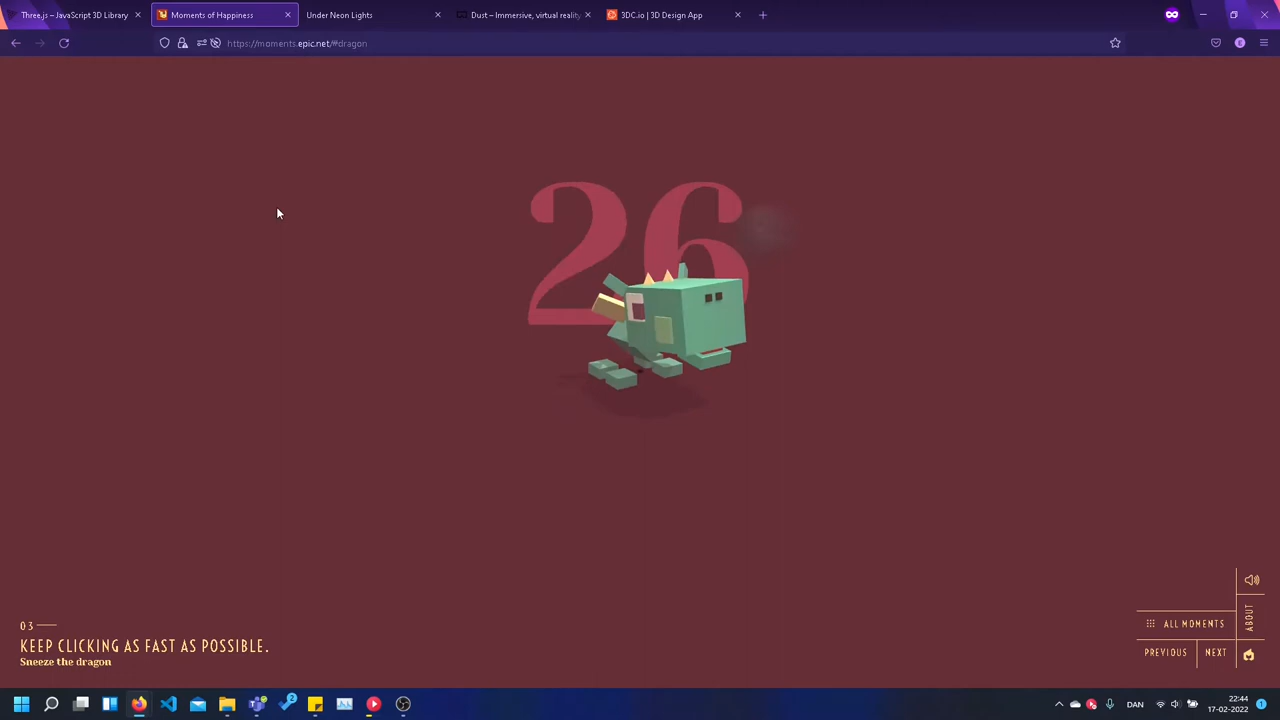 Three.js – JavaScript 3D Library
Moments of Happiness
Under Neon Lights
Dust – Immersive, virtual reality
3DC.io | 3D Design App
https://moments.epic.net/#dragon
26
03
KEEP CLICKING AS FAST AS POSSIBLE.
Sneeze the dragon
ABOUT
ALL MOMENTS
PREVIOUS
NEXT
2
DAN
22:44
17-02-2022
1